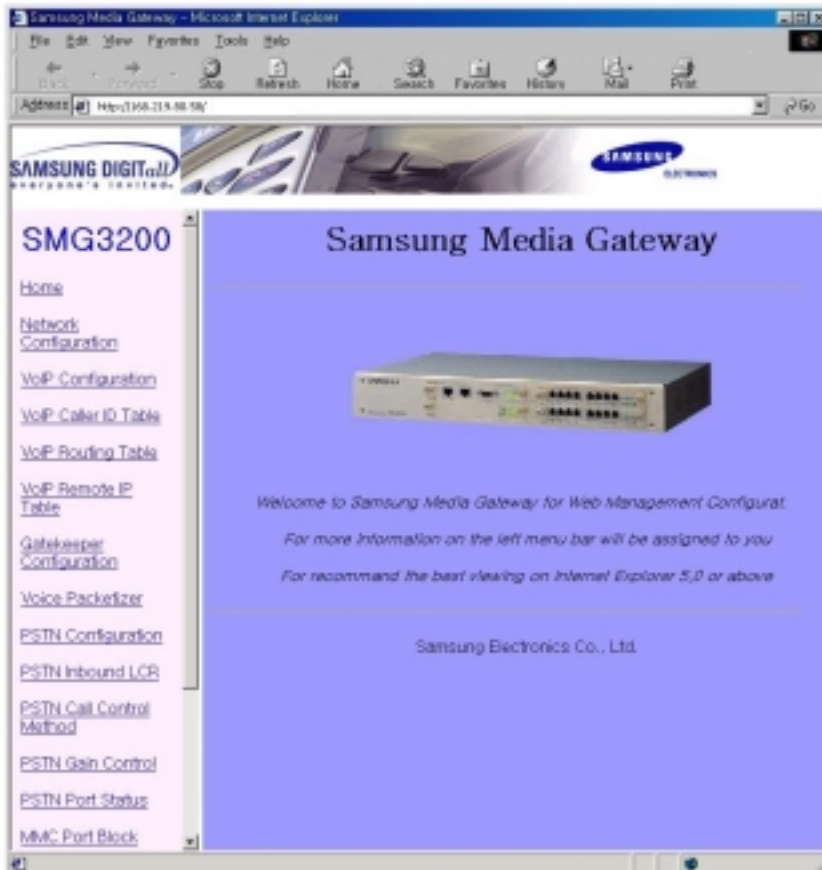 Samsung Media Gateway - Microsoft Internet Explorer
File Edit View Favorites Tools Help
Back Forward Stop Refresh Home Search Favorites History Mail Print
Address Go
SAMSUNG DIGITall
everyone's invited.
SAMSUNG
ELECTRONICS
SMG3200
Home
Network
Configuration
VoIP Configuration
VoIP Caller ID Table
VoIP Routing Table
VoIP Remote IP
Table
Gatekeeper
Configuration
Voice Packetizer
PSTN Configuration
PSTN Inbound LCR
PSTN Call Control
Method
PSTN Gain Control
PSTN Port Status
MMC Port Block
Samsung Media Gateway
Welcome to Samsung Media Gateway for Web Management Configurat
For more information on the left menu bar will be assigned to you
For recommand the best viewing on Internet Explorer 5,0 or above
Samsung Electronics Co., Ltd.